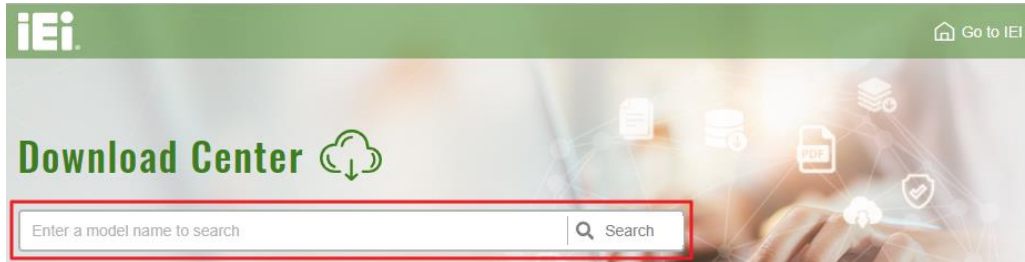 iEi.
Go to IEI
Download Center
Enter a model name to search
Search
PDF